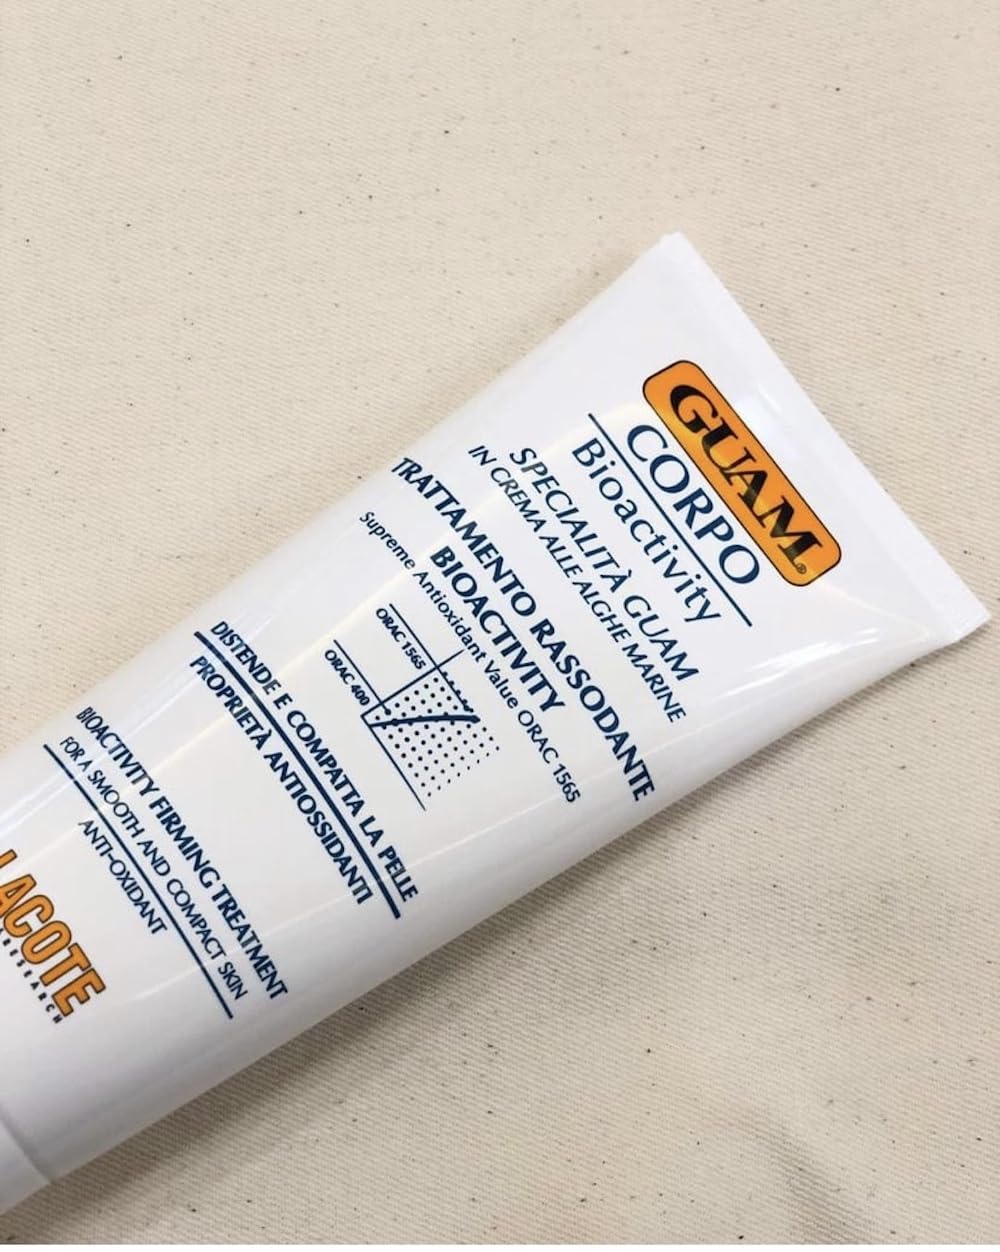 GUAM®
CORPO
Bioactivity
SPECIALITÀ GUAM
IN CREMA ALLE ALGHE MARINE
TRATTAMENTO RASSODANTE
BIOACTIVITY
Supreme Antioxidant Value ORAC 1565
ORAC 1565
ORAC 400
DISTENDE E COMPATTA LA PELLE
PROPRIETÀ ANTIOSSIDANTI
BIOACTIVITY FIRMING TREATMENT
FOR A SMOOTH AND COMPACT SKIN
ANTI-OXIDANT
LACOTE
RESEARCH